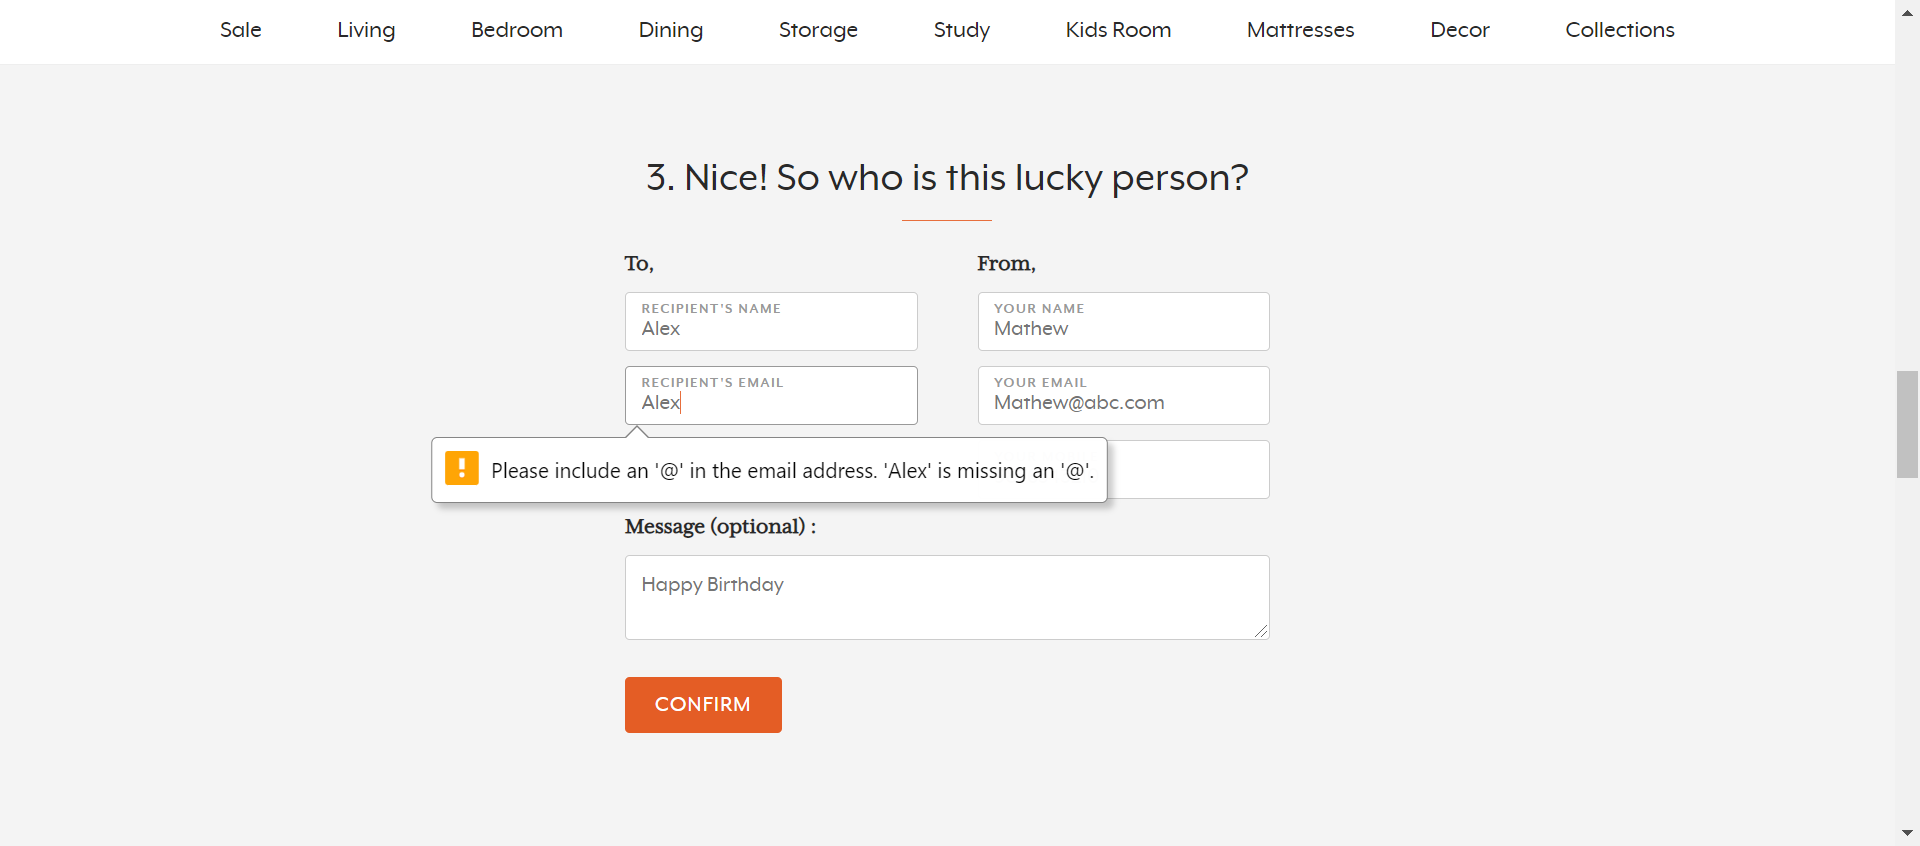 Sale Living Bedroom Dining Storage Study Kids Room Mattresses Decor Collections
3. Nice! So who is this lucky person?
To,
From,
RECIPIENT'S NAME
Alex
YOUR NAME
Mathew
RECIPIENT'S EMAIL
Alex
YOUR EMAIL
Mathew@abc.com
Please include an '@' in the email address. 'Alex' is missing an '@'.
Message (optional) :
Happy Birthday
CONFIRM